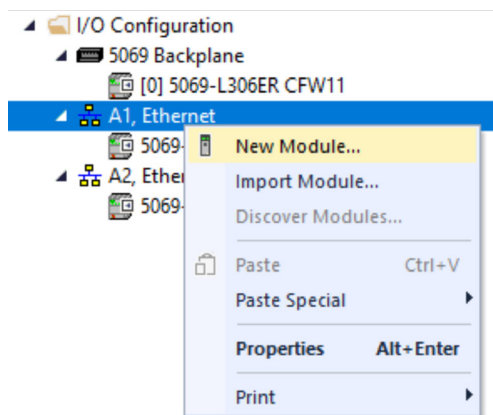 I/O Configuration
5069 Backplane
[0] 5069-L306ER CFW11
A1, Ethernet
5069-
A2, Ether
5069-
New Module...
Import Module...
Discover Modules...
Paste Ctrl+V
Paste Special
Properties Alt+Enter
Print